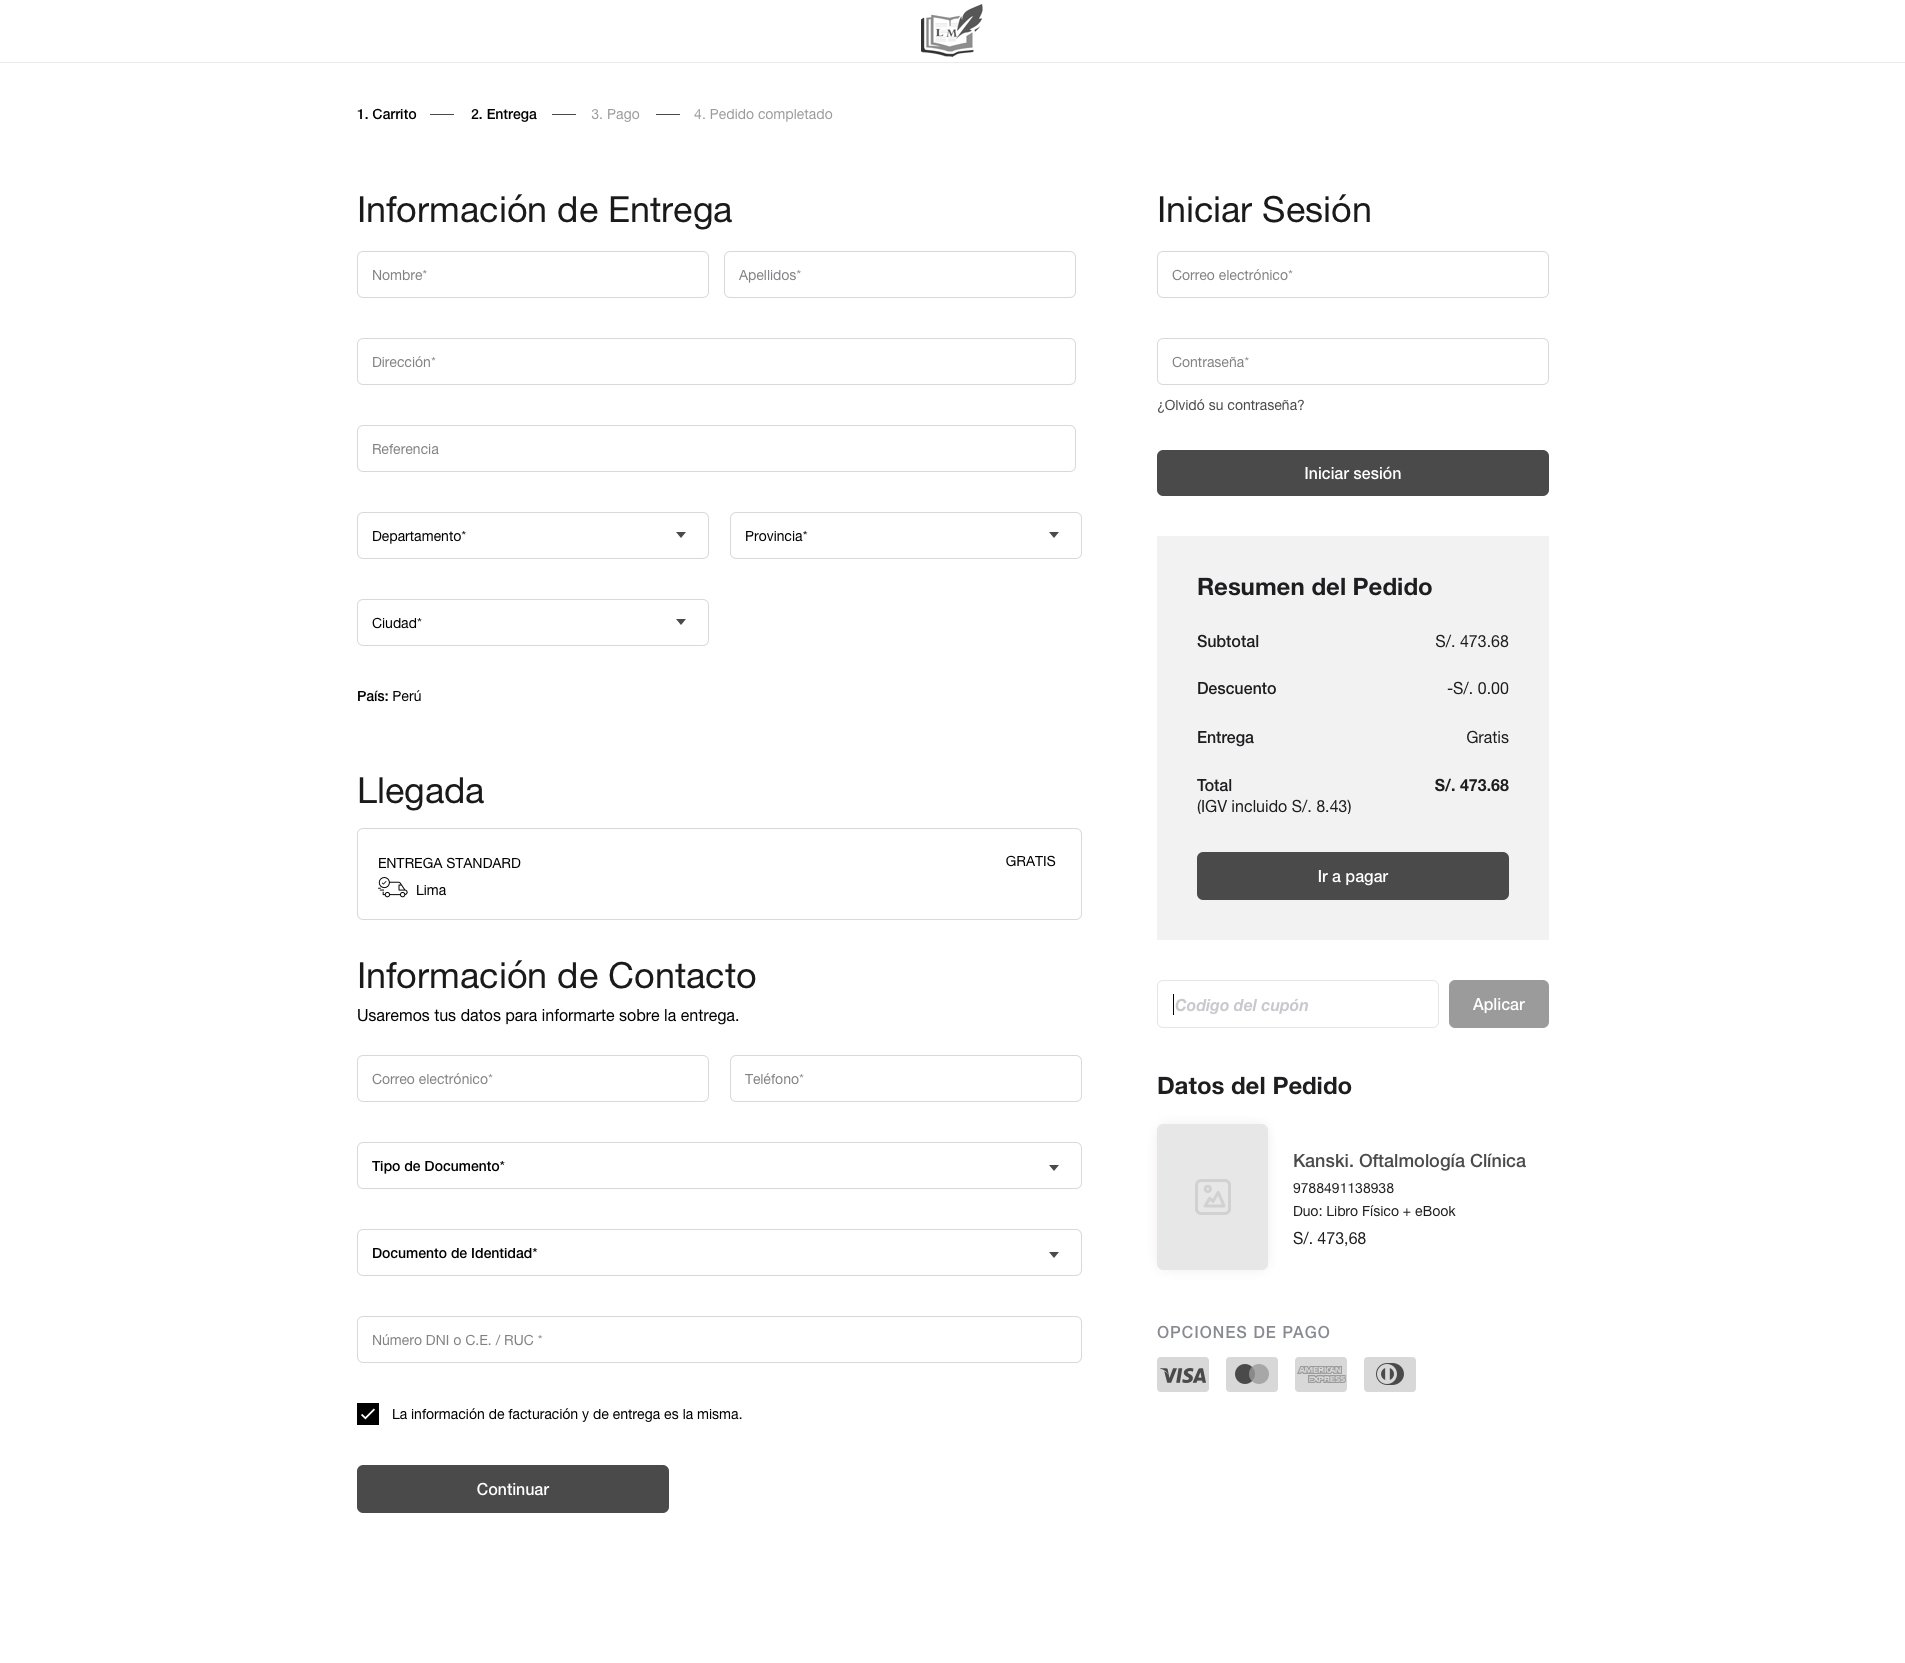 L M
1. Carrito
2. Entrega
3. Pago
4. Pedido completado
Información de Entrega
Nombre*
Apellidos*
Dirección*
Referencia
Departamento*
Provincia*
Ciudad*
País: Perú
Llegada
ENTREGA STANDARD
GRATIS
Lima
Información de Contacto
Usaremos tus datos para informarte sobre la entrega.
Correo electrónico*
Teléfono*
Tipo de Documento*
Documento de Identidad*
Número DNI o C.E. / RUC *
La información de facturación y de entrega es la misma.
Continuar
Iniciar Sesión
Correo electrónico*
Contraseña*
¿Olvidó su contraseña?
Iniciar sesión
Resumen del Pedido
Subtotal S/. 473.68
Descuento -S/. 0.00
Entrega Gratis
Total S/. 473.68
(IGV incluido S/. 8.43)
Ir a pagar
Codigo del cupón
Aplicar
Datos del Pedido
Kanski. Oftalmología Clínica
9788491138938
Duo: Libro Físico + eBook
S/. 473,68
OPCIONES DE PAGO
VISA
AMERICAN
EXPRESS